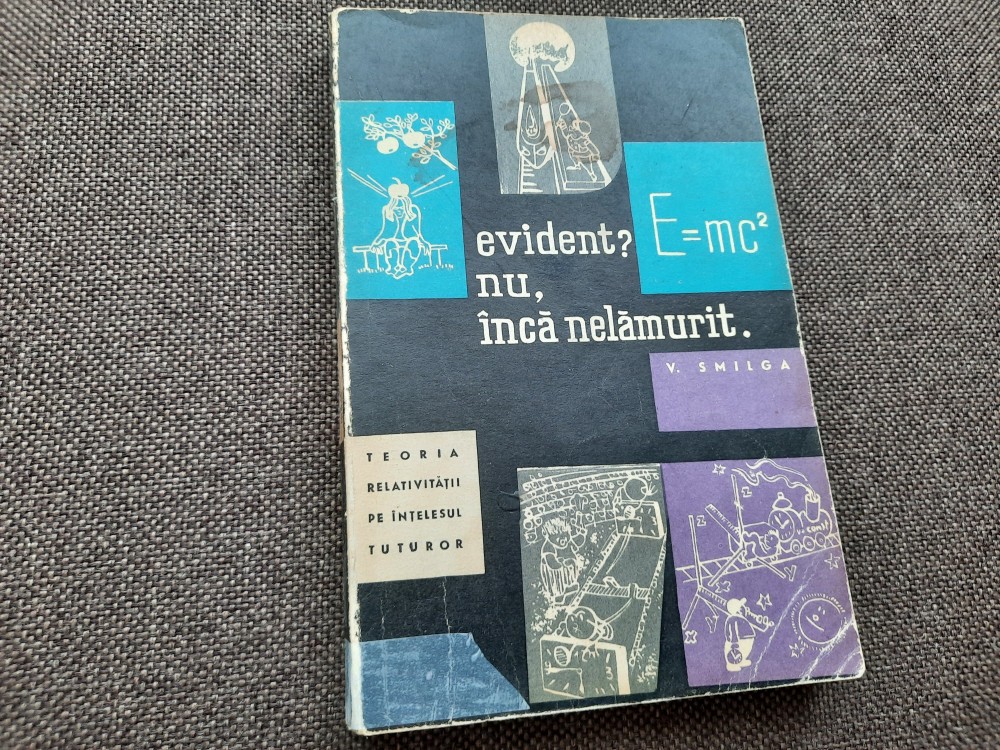 evident?
nu,
încă nelămurit.
E=mc²
V. SMILGA
TEORIA
RELATIVITĂȚII
PE ÎNȚELESUL
TUTUROR